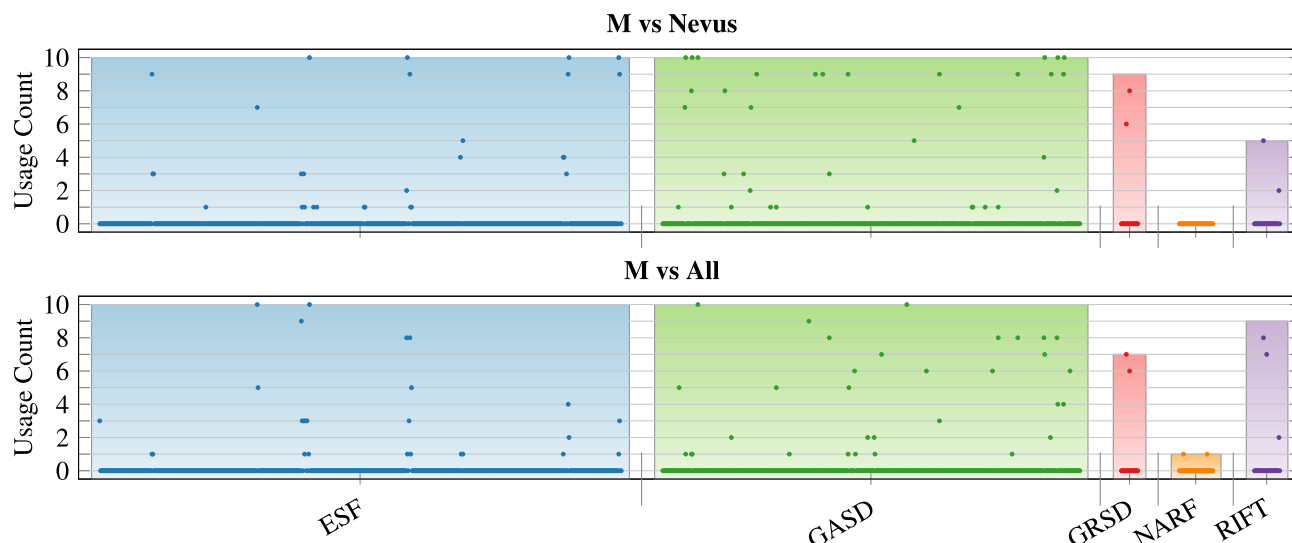 M vs Nevus
Usage Count
10
8
6
4
2
0
M vs All
Usage Count
10
8
6
4
2
0
ESF
GASD
GRSD
NARF
RIFT